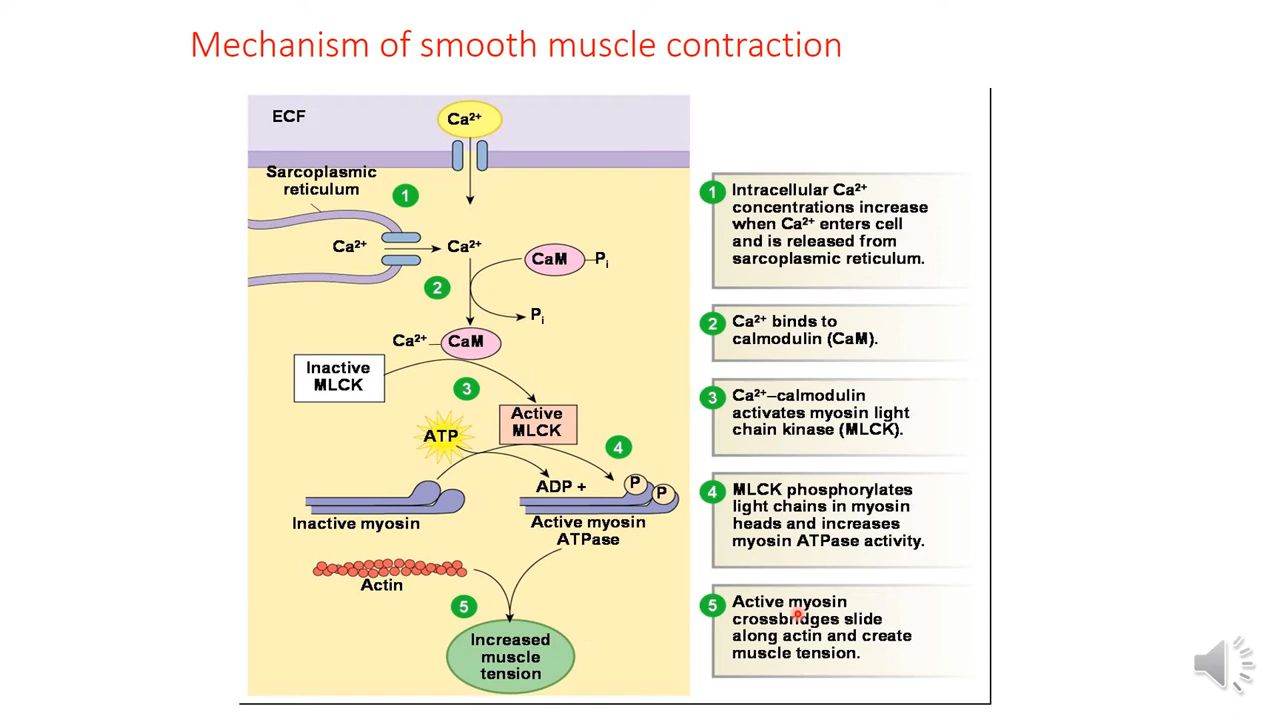 Mechanism of smooth muscle contraction
ECF
Ca²⁺
Sarcoplasmic
reticulum
1
Ca²⁺
Ca²⁺
CaM
Pᵢ
2
Pᵢ
Ca²⁺
CaM
Inactive
MLCK
3
Active
MLCK
ATP
4
ADP +
P
P
Inactive myosin
Active myosin
ATPase
Actin
5
Increased
muscle
tension
1
Intracellular Ca²⁺
concentrations increase
when Ca²⁺ enters cell
and is released from
sarcoplasmic reticulum.
2
Ca²⁺ binds to
calmodulin (CaM).
3
Ca²⁺–calmodulin
activates myosin light
chain kinase (MLCK).
4
MLCK phosphorylates
light chains in myosin
heads and increases
myosin ATPase activity.
5
Active myosin
crossbridges slide
along actin and create
muscle tension.